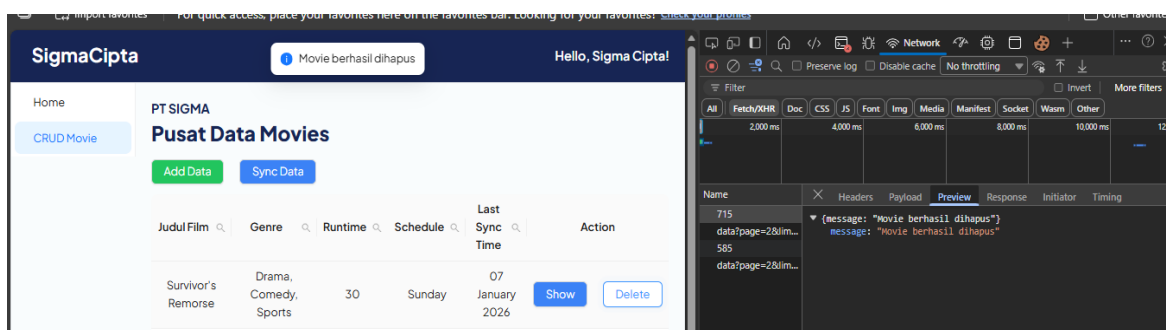 Import favorites For quick access, place your favorites here on the favorites bar. Looking for your favorites? Check your profiles Other favorites
SigmaCipta
Movie berhasil dihapus
Hello, Sigma Cipta!
Home
CRUD Movie
PT SIGMA
Pusat Data Movies
Add Data Sync Data
Judul Film Genre Runtime Schedule Last Sync Time Action
Survivor's Remorse Drama, Comedy, Sports 30 Sunday 07 January 2026 Show Delete
Network
Preserve log Disable cache No throttling
Filter Invert More filters
All Fetch/XHR Doc CSS JS Font Img Media Manifest Socket Wasm Other
2,000 ms 4,000 ms 6,000 ms 8,000 ms 10,000 ms 12
Name Headers Payload Preview Response Initiator Timing
715
data?page=2&lim...
585
data?page=2&lim...
{message: "Movie berhasil dihapus"}
message: "Movie berhasil dihapus"